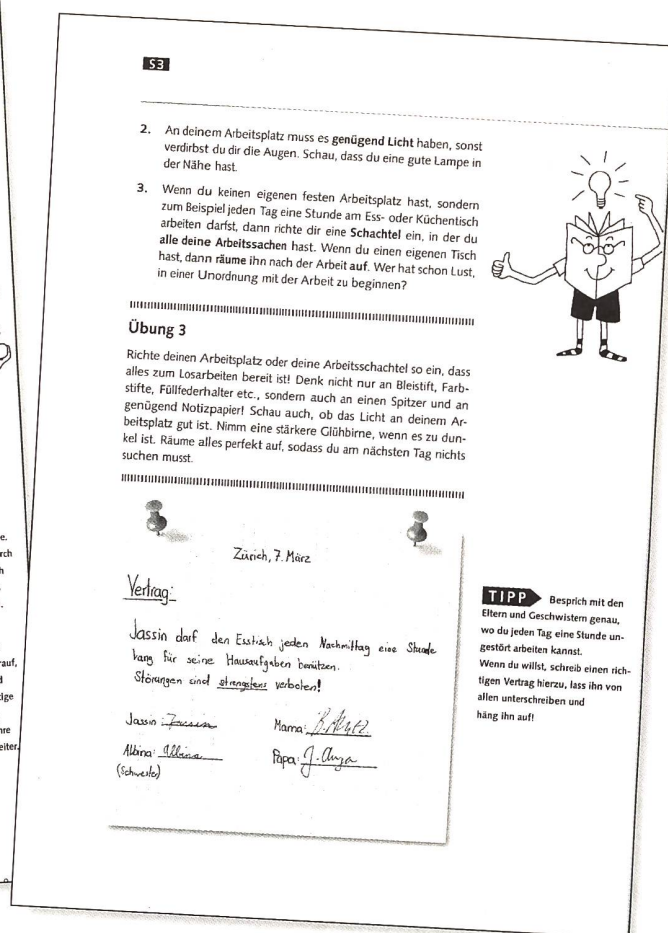 S3
2. An deinem Arbeitsplatz muss es genügend Licht haben, sonst
verdirbst du dir die Augen. Schau, dass du eine gute Lampe in
der Nähe hast.
3. Wenn du keinen eigenen festen Arbeitsplatz hast, sondern
zum Beispiel jeden Tag eine Stunde am Ess- oder Küchentisch
arbeiten darfst, dann richte dir eine Schachtel ein, in der du
alle deine Arbeitssachen hast. Wenn du einen eigenen Tisch
hast, dann räume ihn nach der Arbeit auf. Wer hat schon Lust,
in einer Unordnung mit der Arbeit zu beginnen?
Übung 3
Richte deinen Arbeitsplatz oder deine Arbeitsschachtel so ein, dass
alles zum Losarbeiten bereit ist! Denk nicht nur an Bleistift, Farb-
stifte, Füllfederhalter etc., sondern auch an einen Spitzer und an
genügend Notizpapier! Schau auch, ob das Licht an deinem Ar-
beitsplatz gut ist. Nimm eine stärkere Glühbirne, wenn es zu dun-
kel ist. Räume alles perfekt auf, sodass du am nächsten Tag nichts
suchen musst.
Zürich, 7. März
Vertrag:
Jassin darf den Esstisch jeden Nachmittag eine Stunde
lang für seine Hausaufgaben benützen.
Störungen sind strengstens verboten!
Jassin: Jassin
Mama:
Albina: Albina
(Schwester)
Papa:
TIPP Besprich mit den
Eltern und Geschwistern genau,
wo du jeden Tag eine Stunde un-
gestört arbeiten kannst.
Wenn du willst, schreib einen rich-
tigen Vertrag hierzu, lass ihn von
allen unterschreiben und
häng ihn auf!